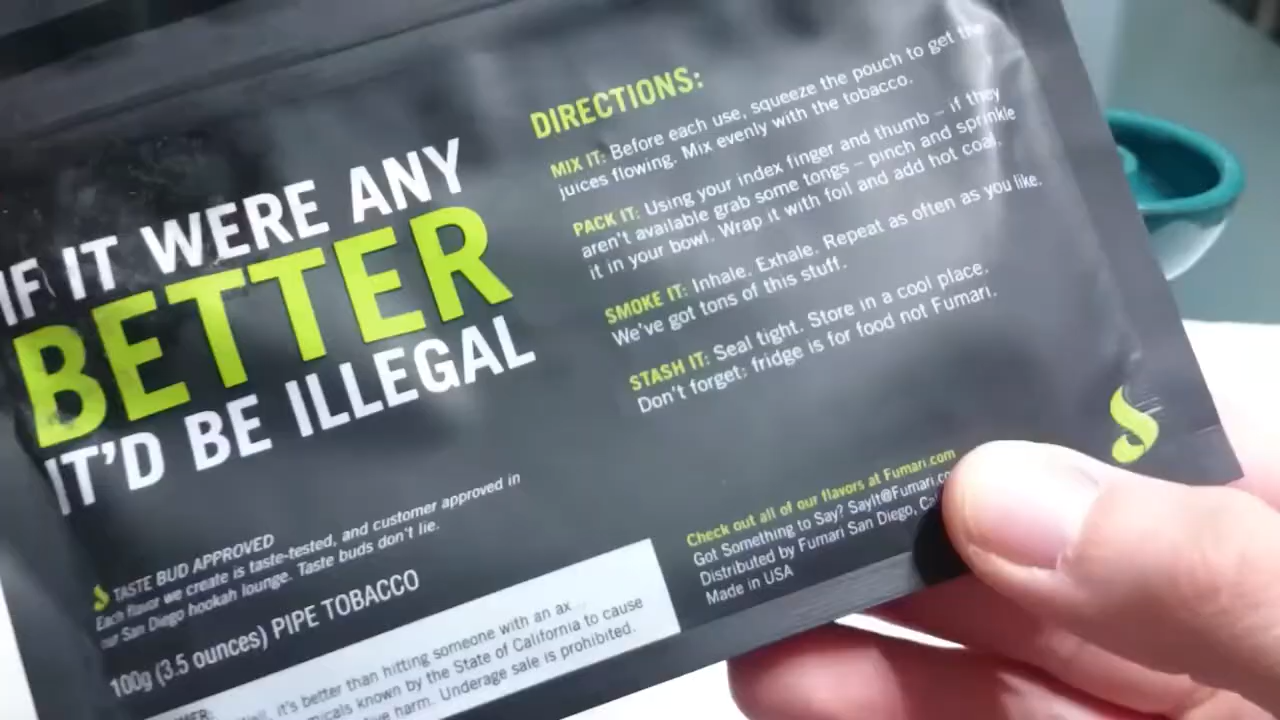 IF IT WERE ANY
BETTER
IT'D BE ILLEGAL
TASTE BUD APPROVED
Each flavor we create is taste-tested, and customer approved in
our San Diego hookah lounge. Taste buds don't lie.
100g (3.5 ounces) PIPE TOBACCO
it's better than hitting someone with an ax...
known by the State of California to cause
harm. Underage sale is prohibited.
DIRECTIONS:
MIX IT: Before each use, squeeze the pouch to get the
juices flowing. Mix evenly with the tobacco.
PACK IT: Using your index finger and thumb – if they
aren't available grab some tongs – pinch and sprinkle
it in your bowl. Wrap it with foil and add hot coal.
SMOKE IT: Inhale. Exhale. Repeat as often as you like.
We've got tons of this stuff.
STASH IT: Seal tight. Store in a cool place.
Don't forget: fridge is for food not Fumari.
Check out all of our flavors at Fumari.com
Got Something to Say? SayIt@Fumari.co
Distributed by Fumari San Diego,
Made in USA